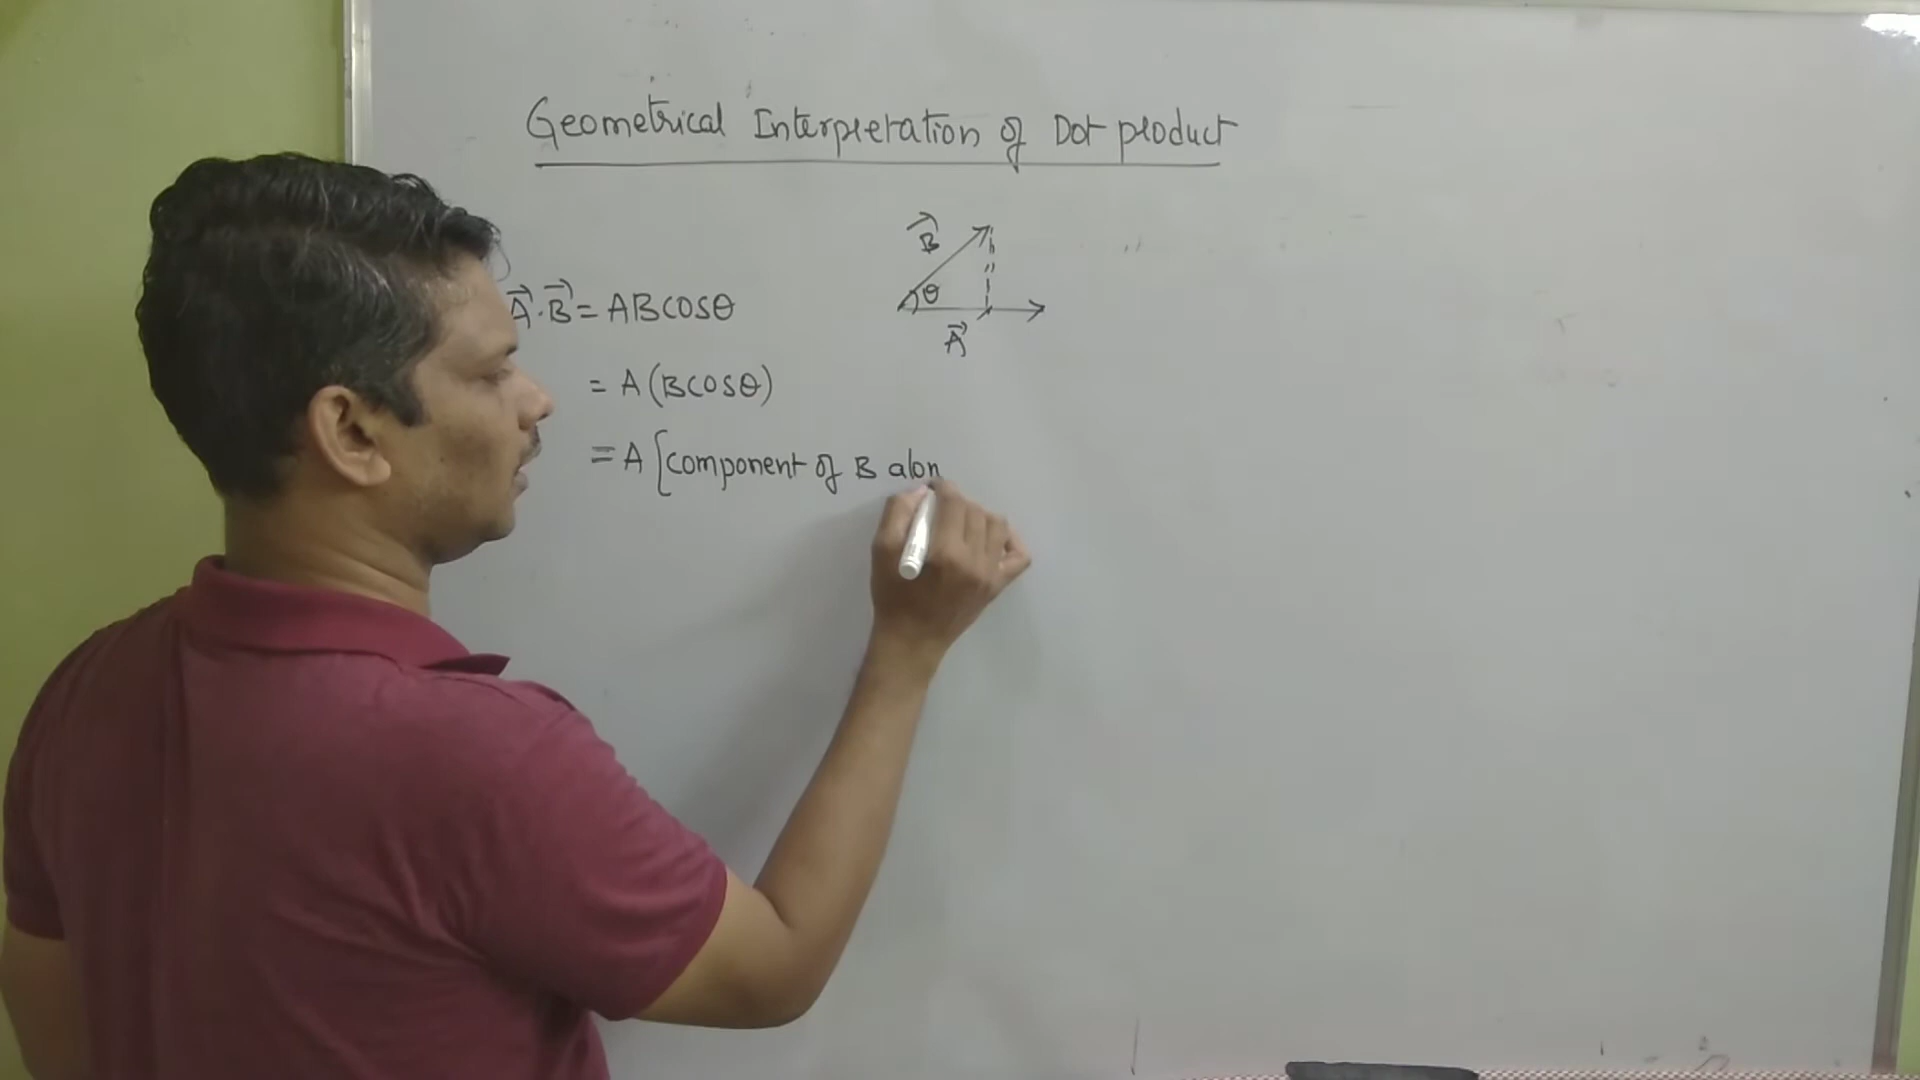 Geometrical Interpretation of Dot product
B
θ
A
A.B = ABCOSθ
= A(BCOSθ)
= A[component of B alon